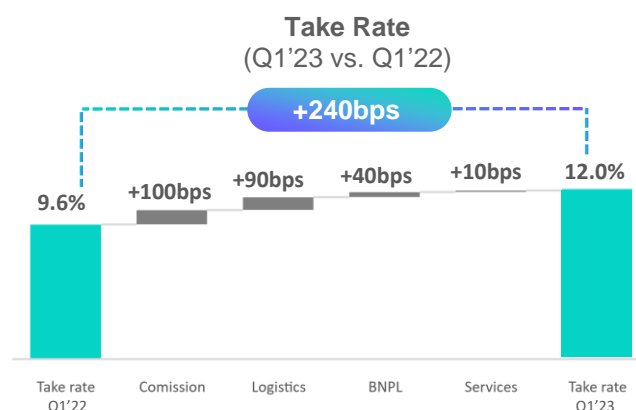 Take Rate
(Q1’23 vs. Q1’22)
+240bps
9.6%
+100bps
+90bps
+40bps
+10bps
12.0%
Take rate
Q1'22
Comission
Logistics
BNPL
Services
Take rate
Q1'23